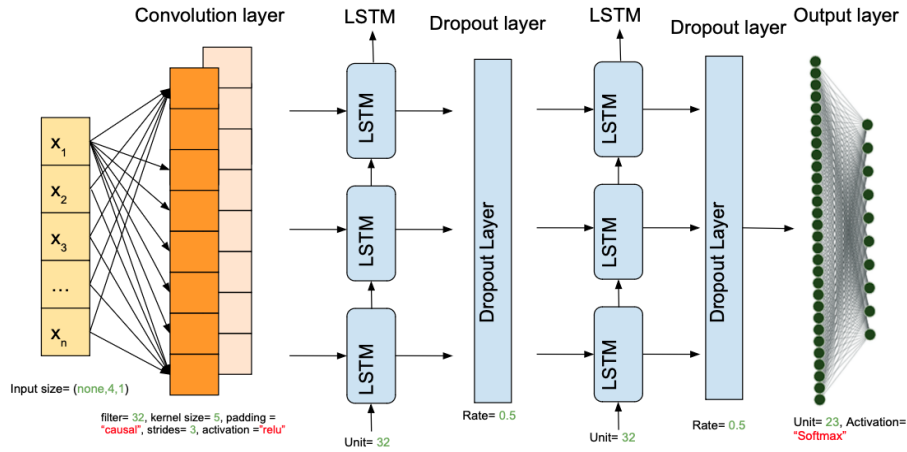 Convolution layer
LSTM
Dropout layer
LSTM
Dropout layer
Output layer
x1
x2
x3
...
xn
LSTM
LSTM
LSTM
Dropout Layer
LSTM
LSTM
LSTM
Dropout Layer
Input size= (none,4,1)
filter= 32, kernel size= 5, padding =
"causal", strides= 3, activation ="relu"
Unit= 32
Rate= 0.5
Unit= 32
Rate= 0.5
Unit= 23, Activation=
"Softmax"